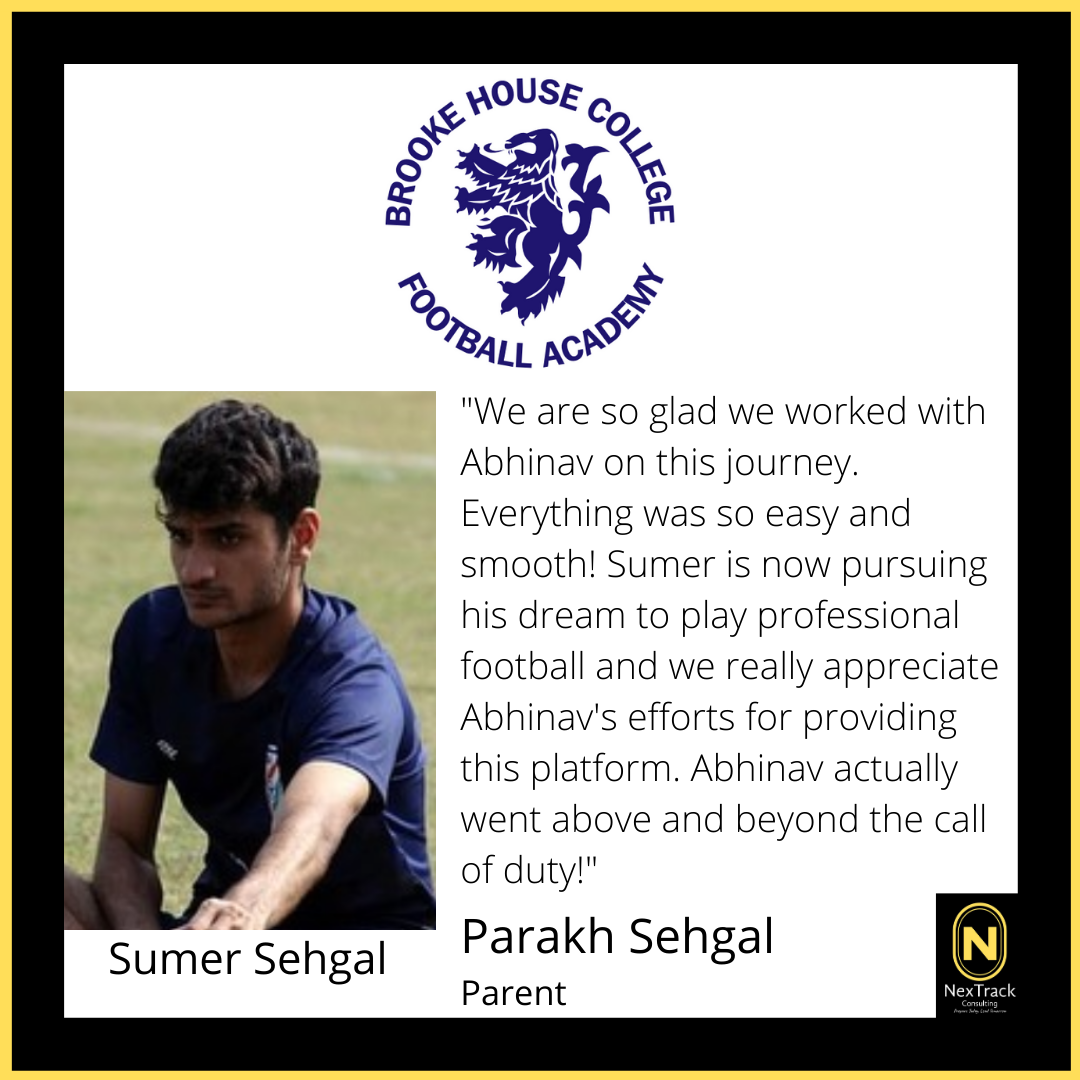 BROOKE HOUSE COLLEGE
FOOTBALL ACADEMY
"We are so glad we worked with
Abhinav on this journey.
Everything was so easy and
smooth! Sumer is now pursuing
his dream to play professional
football and we really appreciate
Abhinav's efforts for providing
this platform. Abhinav actually
went above and beyond the call
of duty!"
Parakh Sehgal
Parent
Sumer Sehgal
N
NexTrack
Consulting